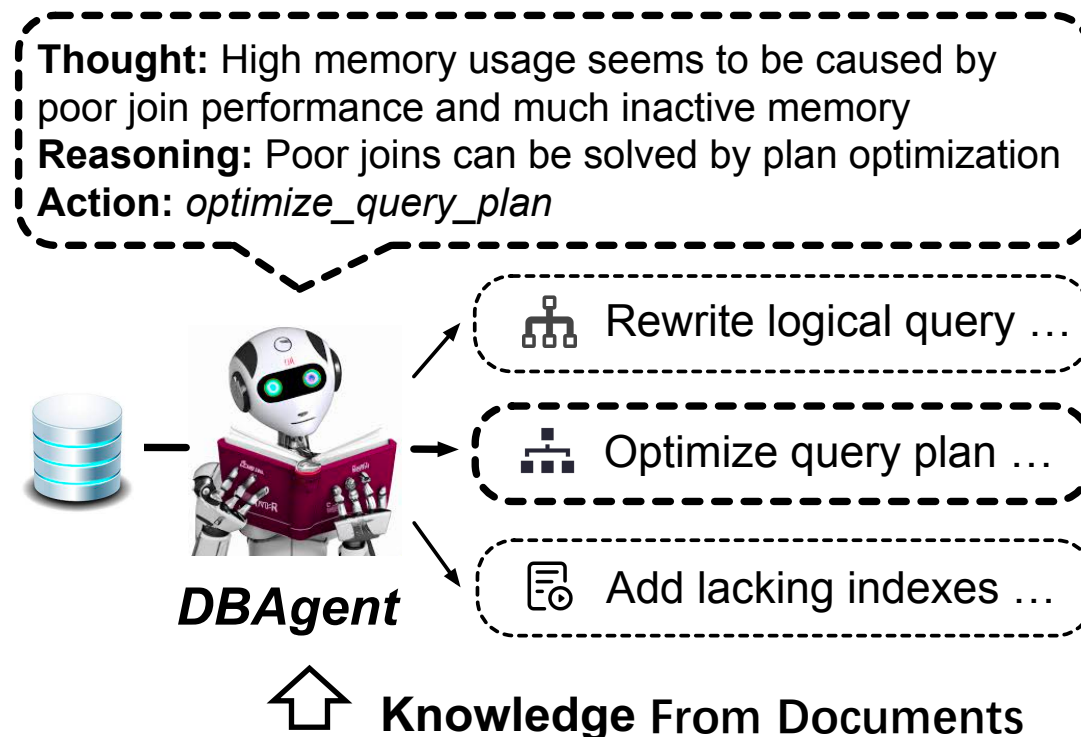 Thought: High memory usage seems to be caused by
poor join performance and much inactive memory
Reasoning: Poor joins can be solved by plan optimization
Action: optimize_query_plan
Rewrite logical query …
Optimize query plan …
Add lacking indexes …
DBAgent
Knowledge From Documents